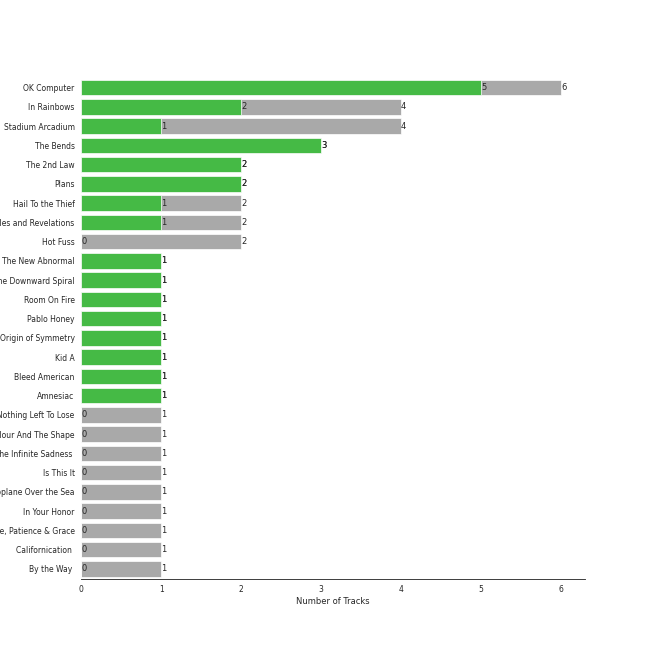 OK Computer 5 6
In Rainbows 2 4
Stadium Arcadium 1 4
The Bends 3
The 2nd Law 2
Plans 2
Hail To the Thief 1 2
and Revelations 1 2
Hot Fuss 0 2
The New Abnormal 1
Downward Spiral 1
Room On Fire 1
Pablo Honey 1
Origin of Symmetry 1
Kid A 1
Bleed American 1
Amnesiac 1
Nothing Left To Lose 0 1
And The Shape 0 1
Infinite Sadness 0 1
Is This It 0 1
Over the Sea 0 1
In Your Honor 0 1
Patience & Grace 0 1
Californication 0 1
By the Way 0 1
0 1 2 3 4 5 6
Number of Tracks